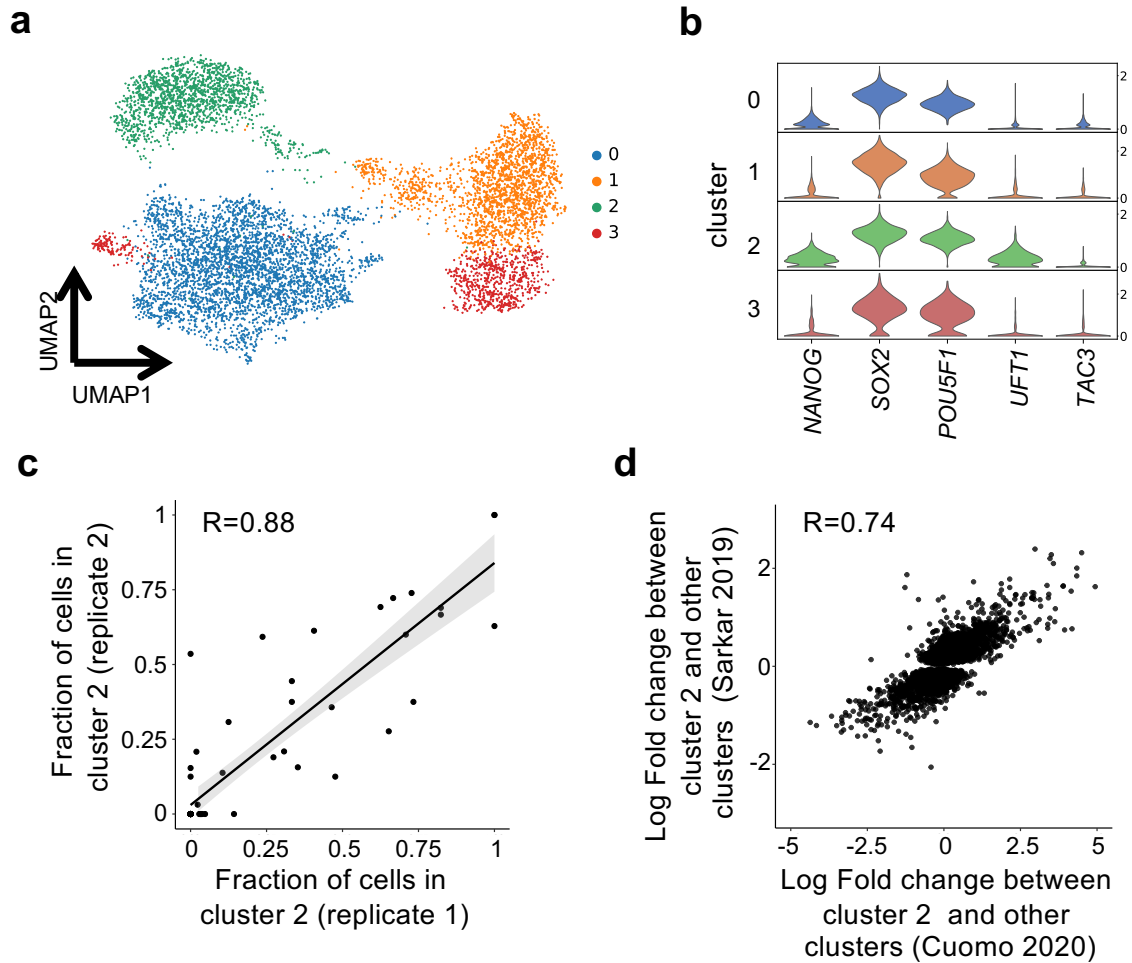 a
0
1
2
3
UMAP2
UMAP1
b
cluster
0
1
2
3
2
0
2
0
2
0
2
0
NANOG
SOX2
POU5F1
UFT1
TAC3
c
R=0.88
Fraction of cells in
cluster 2 (replicate 2)
1
0.75
0.5
0.25
0
0
0.25
0.5
0.75
1
Fraction of cells in
cluster 2 (replicate 1)
d
R=0.74
Log Fold change between
cluster 2 and other
clusters (Sarkar 2019)
2
0
-2
-5
-2.5
0
2.5
5
Log Fold change between
cluster 2 and other
clusters (Cuomo 2020)